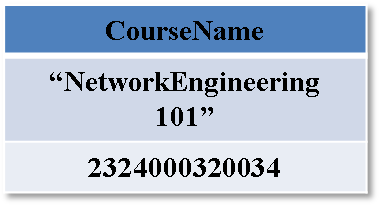 CourseName
“NetworkEngineering
101”
2324000320034